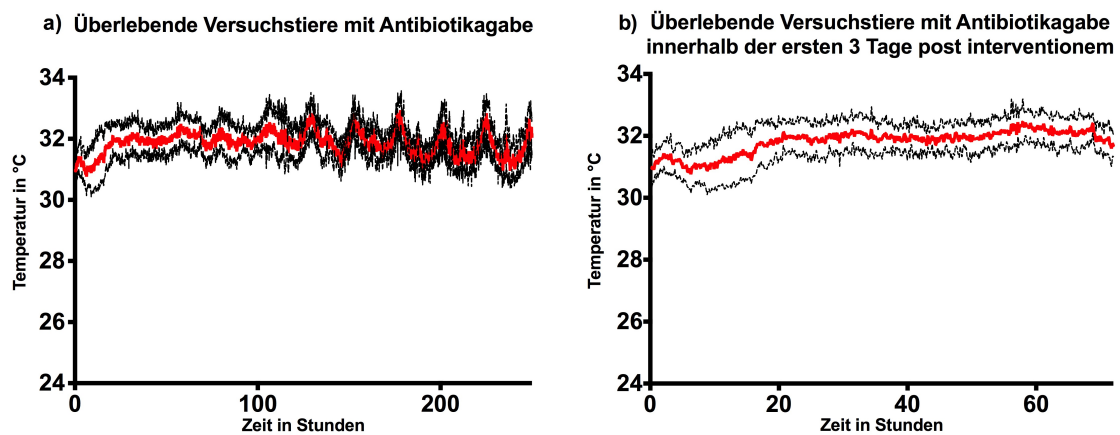 a) Überlebende Versuchstiere mit Antibiotikagabe
34
32
30
28
26
24
Temperatur in °C
0
100
200
Zeit in Stunden
b) Überlebende Versuchstiere mit Antibiotikagabe
innerhalb der ersten 3 Tage post interventionem
34
32
30
28
26
24
Temperatur in °C
0
20
40
60
Zeit in Stunden